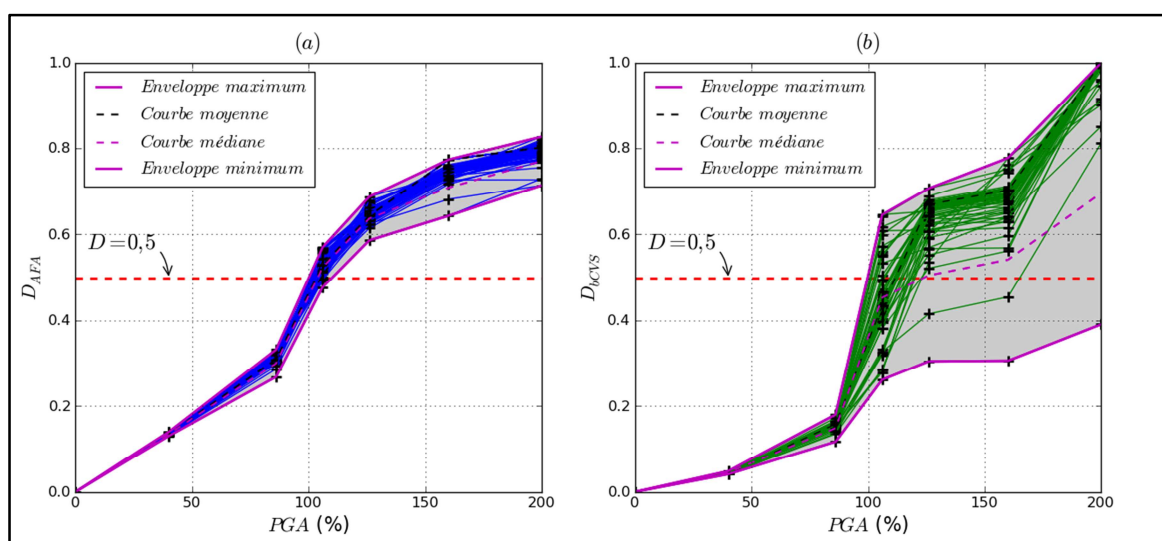 (a)
Enveloppe maximum
Courbe moyenne
Courbe médiane
Enveloppe minimum
D=0,5
D_AFA
1.0
0.8
0.6
0.4
0.2
0.0
0
50
100
150
200
PGA (%)
(b)
Enveloppe maximum
Courbe moyenne
Courbe médiane
Enveloppe minimum
D=0,5
D_bCVS
1.0
0.8
0.6
0.4
0.2
0.0
0
50
100
150
200
PGA (%)